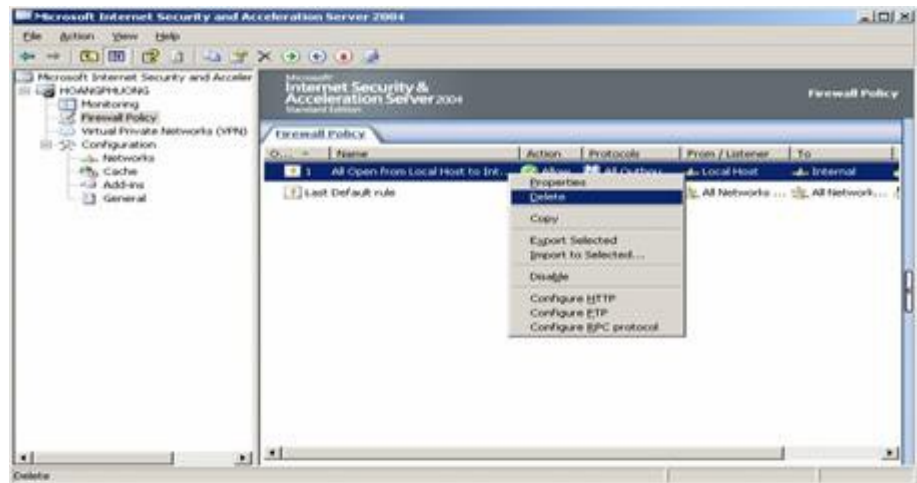 Microsoft Internet Security and Acceleration Server 2004
File Action View Help
Microsoft Internet Security and Acceler
HOANGPHUONG
Monitoring
Firewall Policy
Virtual Private Networks (VPN)
Configuration
Networks
Cache
Add-ins
General
Microsoft
Internet Security &
Acceleration Server 2004
Standard Edition
Firewall Policy
Firewall Policy
O... Name Action Protocols From / Listener To
1 All Open from Local Host to Int... Allow All Outbou Local Host Internal
Last Default rule All Networks ... All Network...
Properties
Delete
Copy
Export Selected
Import to Selected...
Disable
Configure HTTP
Configure FTP
Configure RPC protocol
Delete